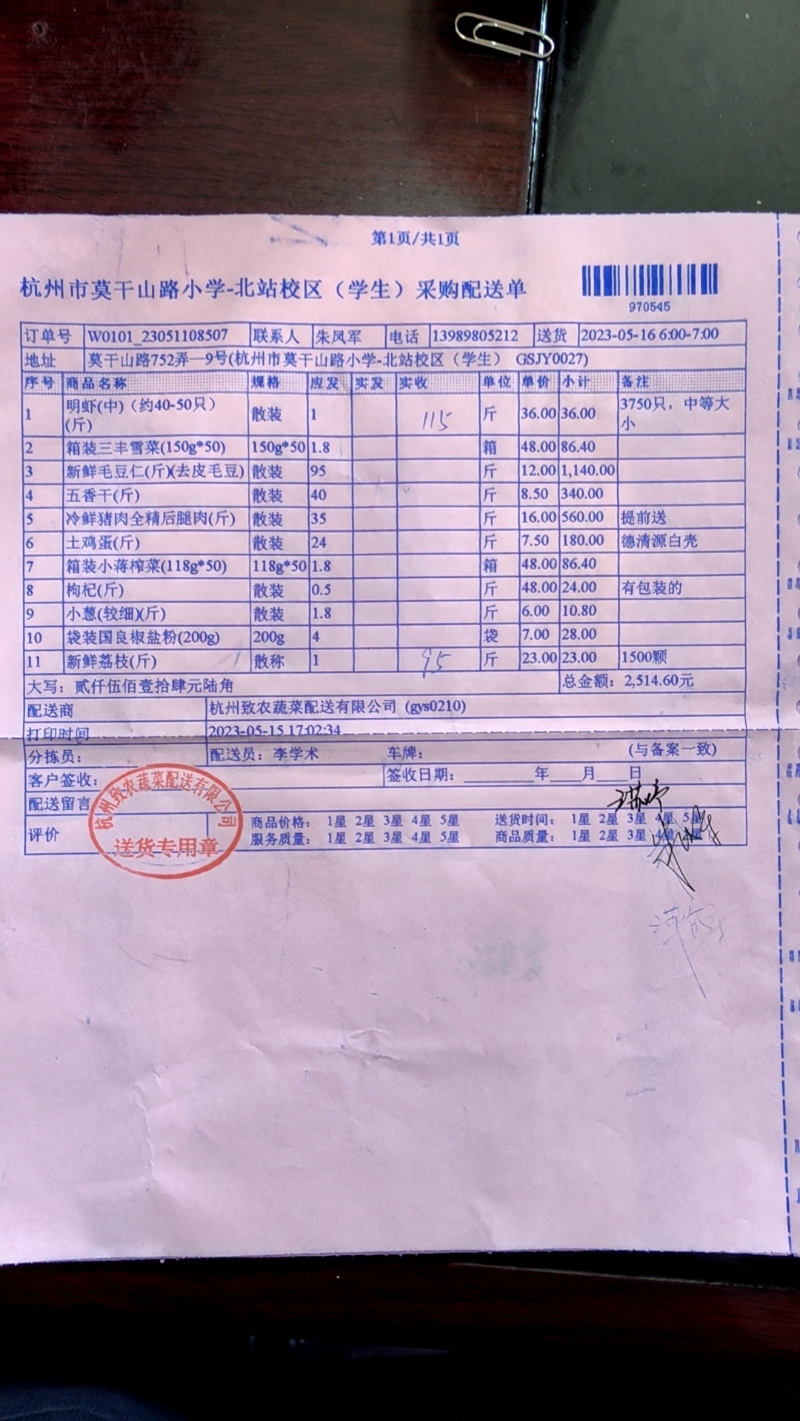 第1页/共1页
杭州市莫干山路小学-北站校区（学生）采购配送单
970545
订单号 W0101_23051108507 联系人 朱凤军 电话 13989805212 送货 2023-05-16 6:00-7:00
地址 莫干山路752弄一9号(杭州市莫干山路小学-北站校区（学生） GSJY0027)
序号 商品名称 规格 应发 实发 实收 单位 单价 小计 备注
1 明虾(中)（约40-50只）(斤) 散装 1 115 斤 36.00 36.00 3750只，中等大小
2 箱装三丰雪菜(150g*50) 150g*50 1.8 箱 48.00 86.40
3 新鲜毛豆仁(斤)(去皮毛豆) 散装 95 斤 12.00 1,140.00
4 五香干(斤) 散装 40 斤 8.50 340.00
5 冷鲜猪肉全精后腿肉(斤) 散装 35 斤 16.00 560.00 提前送
6 土鸡蛋(斤) 散装 24 斤 7.50 180.00 德清源白壳
7 箱装小蒋榨菜(118g*50) 118g*50 1.8 箱 48.00 86.40
8 枸杞(斤) 散装 0.5 斤 48.00 24.00 有包装的
9 小葱(较细)(斤) 散装 1.8 斤 6.00 10.80
10 袋装国良椒盐粉(200g) 200g 4 袋 7.00 28.00
11 新鲜荔枝(斤) 散称 1 95 斤 23.00 23.00 1500颗
大写：贰仟伍佰壹拾肆元陆角 总金额：2,514.60元
配送商 杭州致农蔬菜配送有限公司 (gys0210)
打印时间 2023-05-15 17:02:34
分拣员： 配送员：李学术 车牌： (与备案一致)
客户签收： 签收日期：____年__月__日
配送留言
评价 商品价格： 1星 2星 3星 4星 5星 送货时间： 1星 2星 3星 4星 5星
服务质量： 1星 2星 3星 4星 5星 商品质量： 1星 2星 3星 4星 5星
杭州致农蔬菜配送有限公司
送货专用章